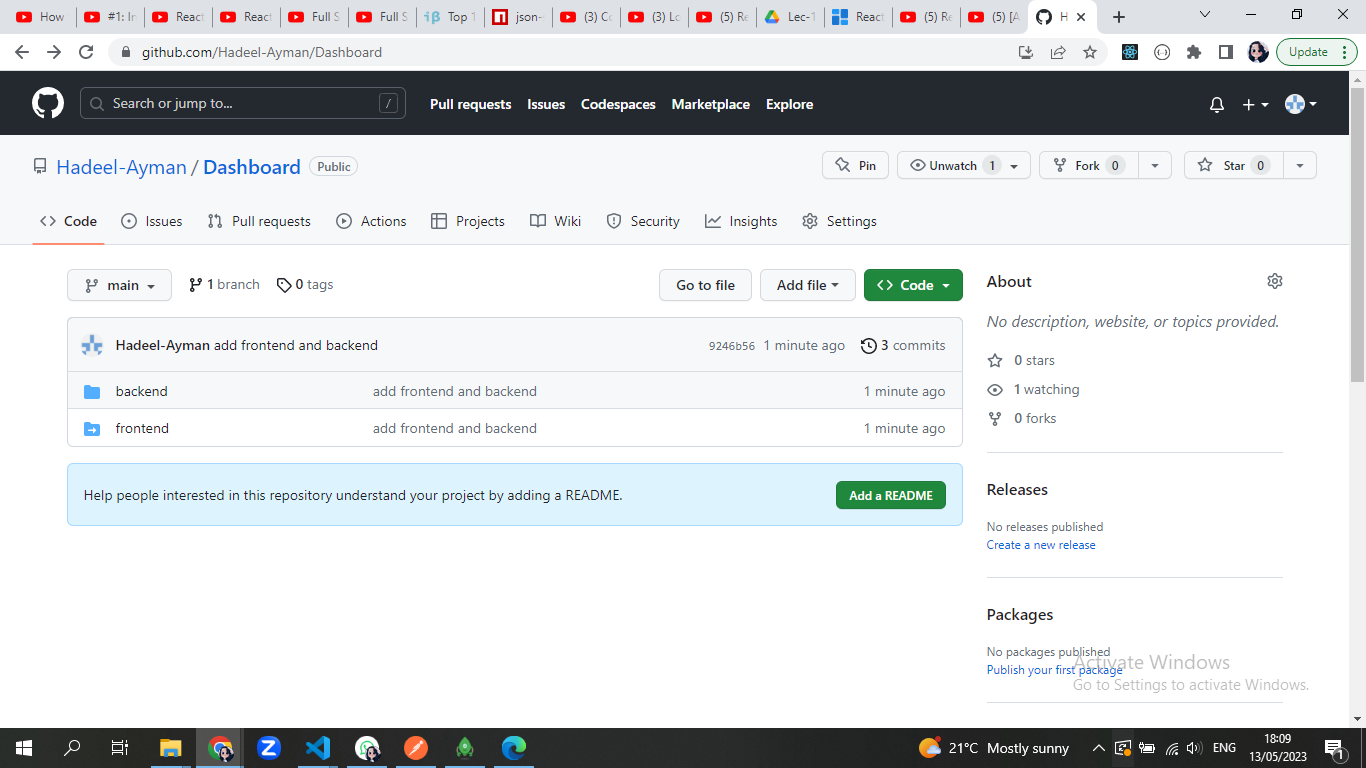 How
#1: In
React
React
Full S
Full S
Top 1
json-
(3) Co
(3) Lo
(5) Re
Lec-1
React
(5) Re
(5) [A
H
github.com/Hadeel-Ayman/Dashboard
Update
Search or jump to...
/
Pull requests
Issues
Codespaces
Marketplace
Explore
Hadeel-Ayman / Dashboard
Public
Pin
Unwatch 1
Fork 0
Star 0
Code
Issues
Pull requests
Actions
Projects
Wiki
Security
Insights
Settings
main
1 branch
0 tags
Go to file
Add file
Code
Hadeel-Ayman add frontend and backend
9246b56 1 minute ago
3 commits
backend
add frontend and backend
1 minute ago
frontend
add frontend and backend
1 minute ago
Help people interested in this repository understand your project by adding a README.
Add a README
About
No description, website, or topics provided.
0 stars
1 watching
0 forks
Releases
No releases published
Create a new release
Packages
No packages published
Publish your first package
Activate Windows
Go to Settings to activate Windows.
21°C Mostly sunny
ENG
18:09
13/05/2023
1